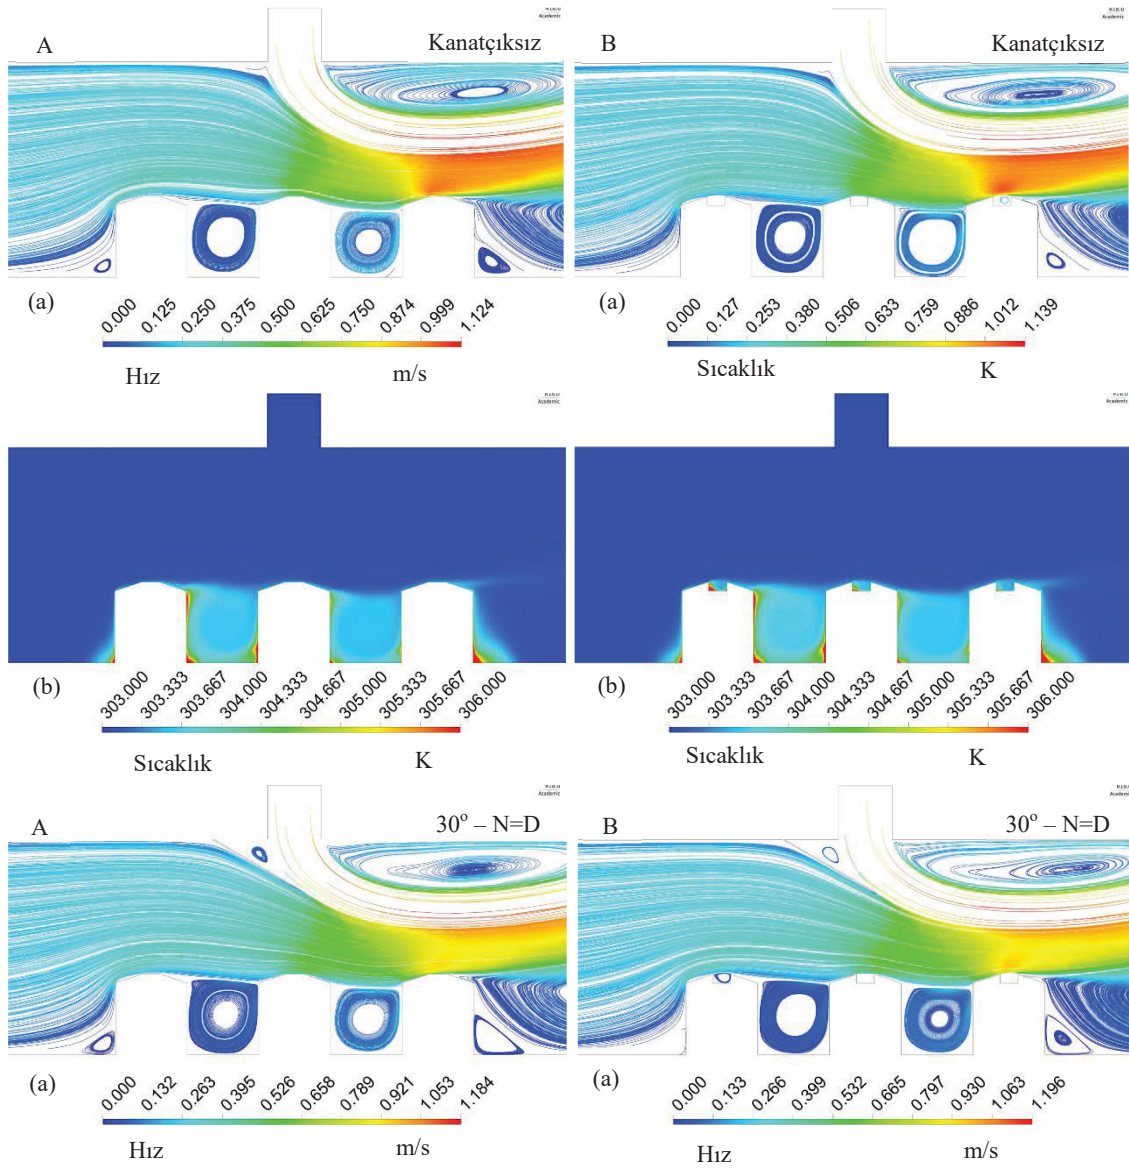 A
Kanatçıksız
Academic
B
Kanatçıksız
Academic
(a)
0.000 0.125 0.250 0.375 0.500 0.625 0.750 0.874 0.999 1.124
Hız m/s
(a)
0.000 0.127 0.253 0.380 0.506 0.633 0.759 0.886 1.012 1.139
Sıcaklık K
Academic
Academic
(b)
303.000 303.333 303.667 304.000 304.333 304.667 305.000 305.333 305.667 306.000
Sıcaklık K
(b)
303.000 303.333 303.667 304.000 304.333 304.667 305.000 305.333 305.667 306.000
Sıcaklık K
A
30° – N=D
Academic
B
30° – N=D
Academic
(a)
0.000 0.132 0.263 0.395 0.526 0.658 0.789 0.921 1.053 1.184
Hız m/s
(a)
0.000 0.133 0.266 0.399 0.532 0.665 0.797 0.930 1.063 1.196
Hız m/s